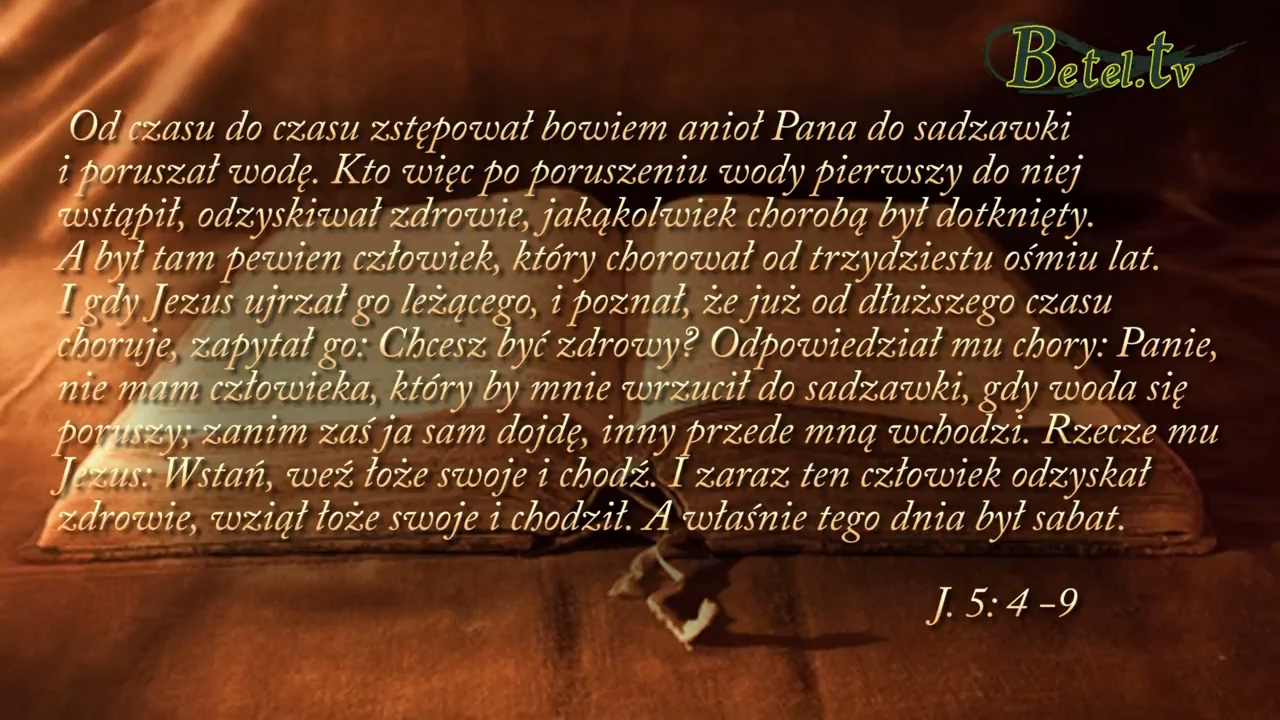 Betel.tv
Od czasu do czasu zstępował bowiem anioł Pana do sadzawki
i poruszał wodę. Kto więc po poruszeniu wody pierwszy do niej
wstąpił, odzyskiwał zdrowie, jakąkolwiek chorobą był dotknięty.
A był tam pewien człowiek, który chorował od trzydziestu ośmiu lat.
I gdy Jezus ujrzał go leżącego, i poznał, że już od dłuższego czasu
choruje, zapytał go: Chcesz być zdrowy? Odpowiedział mu chory: Panie,
nie mam człowieka, który by mnie wrzucił do sadzawki, gdy woda się
poruszy; zanim zaś ja sam dojdę, inny przede mną wchodzi. Rzecze mu
Jezus: Wstań, weź łoże swoje i chodź. I zaraz ten człowiek odzyskał
zdrowie, wziął łoże swoje i chodził. A właśnie tego dnia był sabat.
J. 5: 4 –9